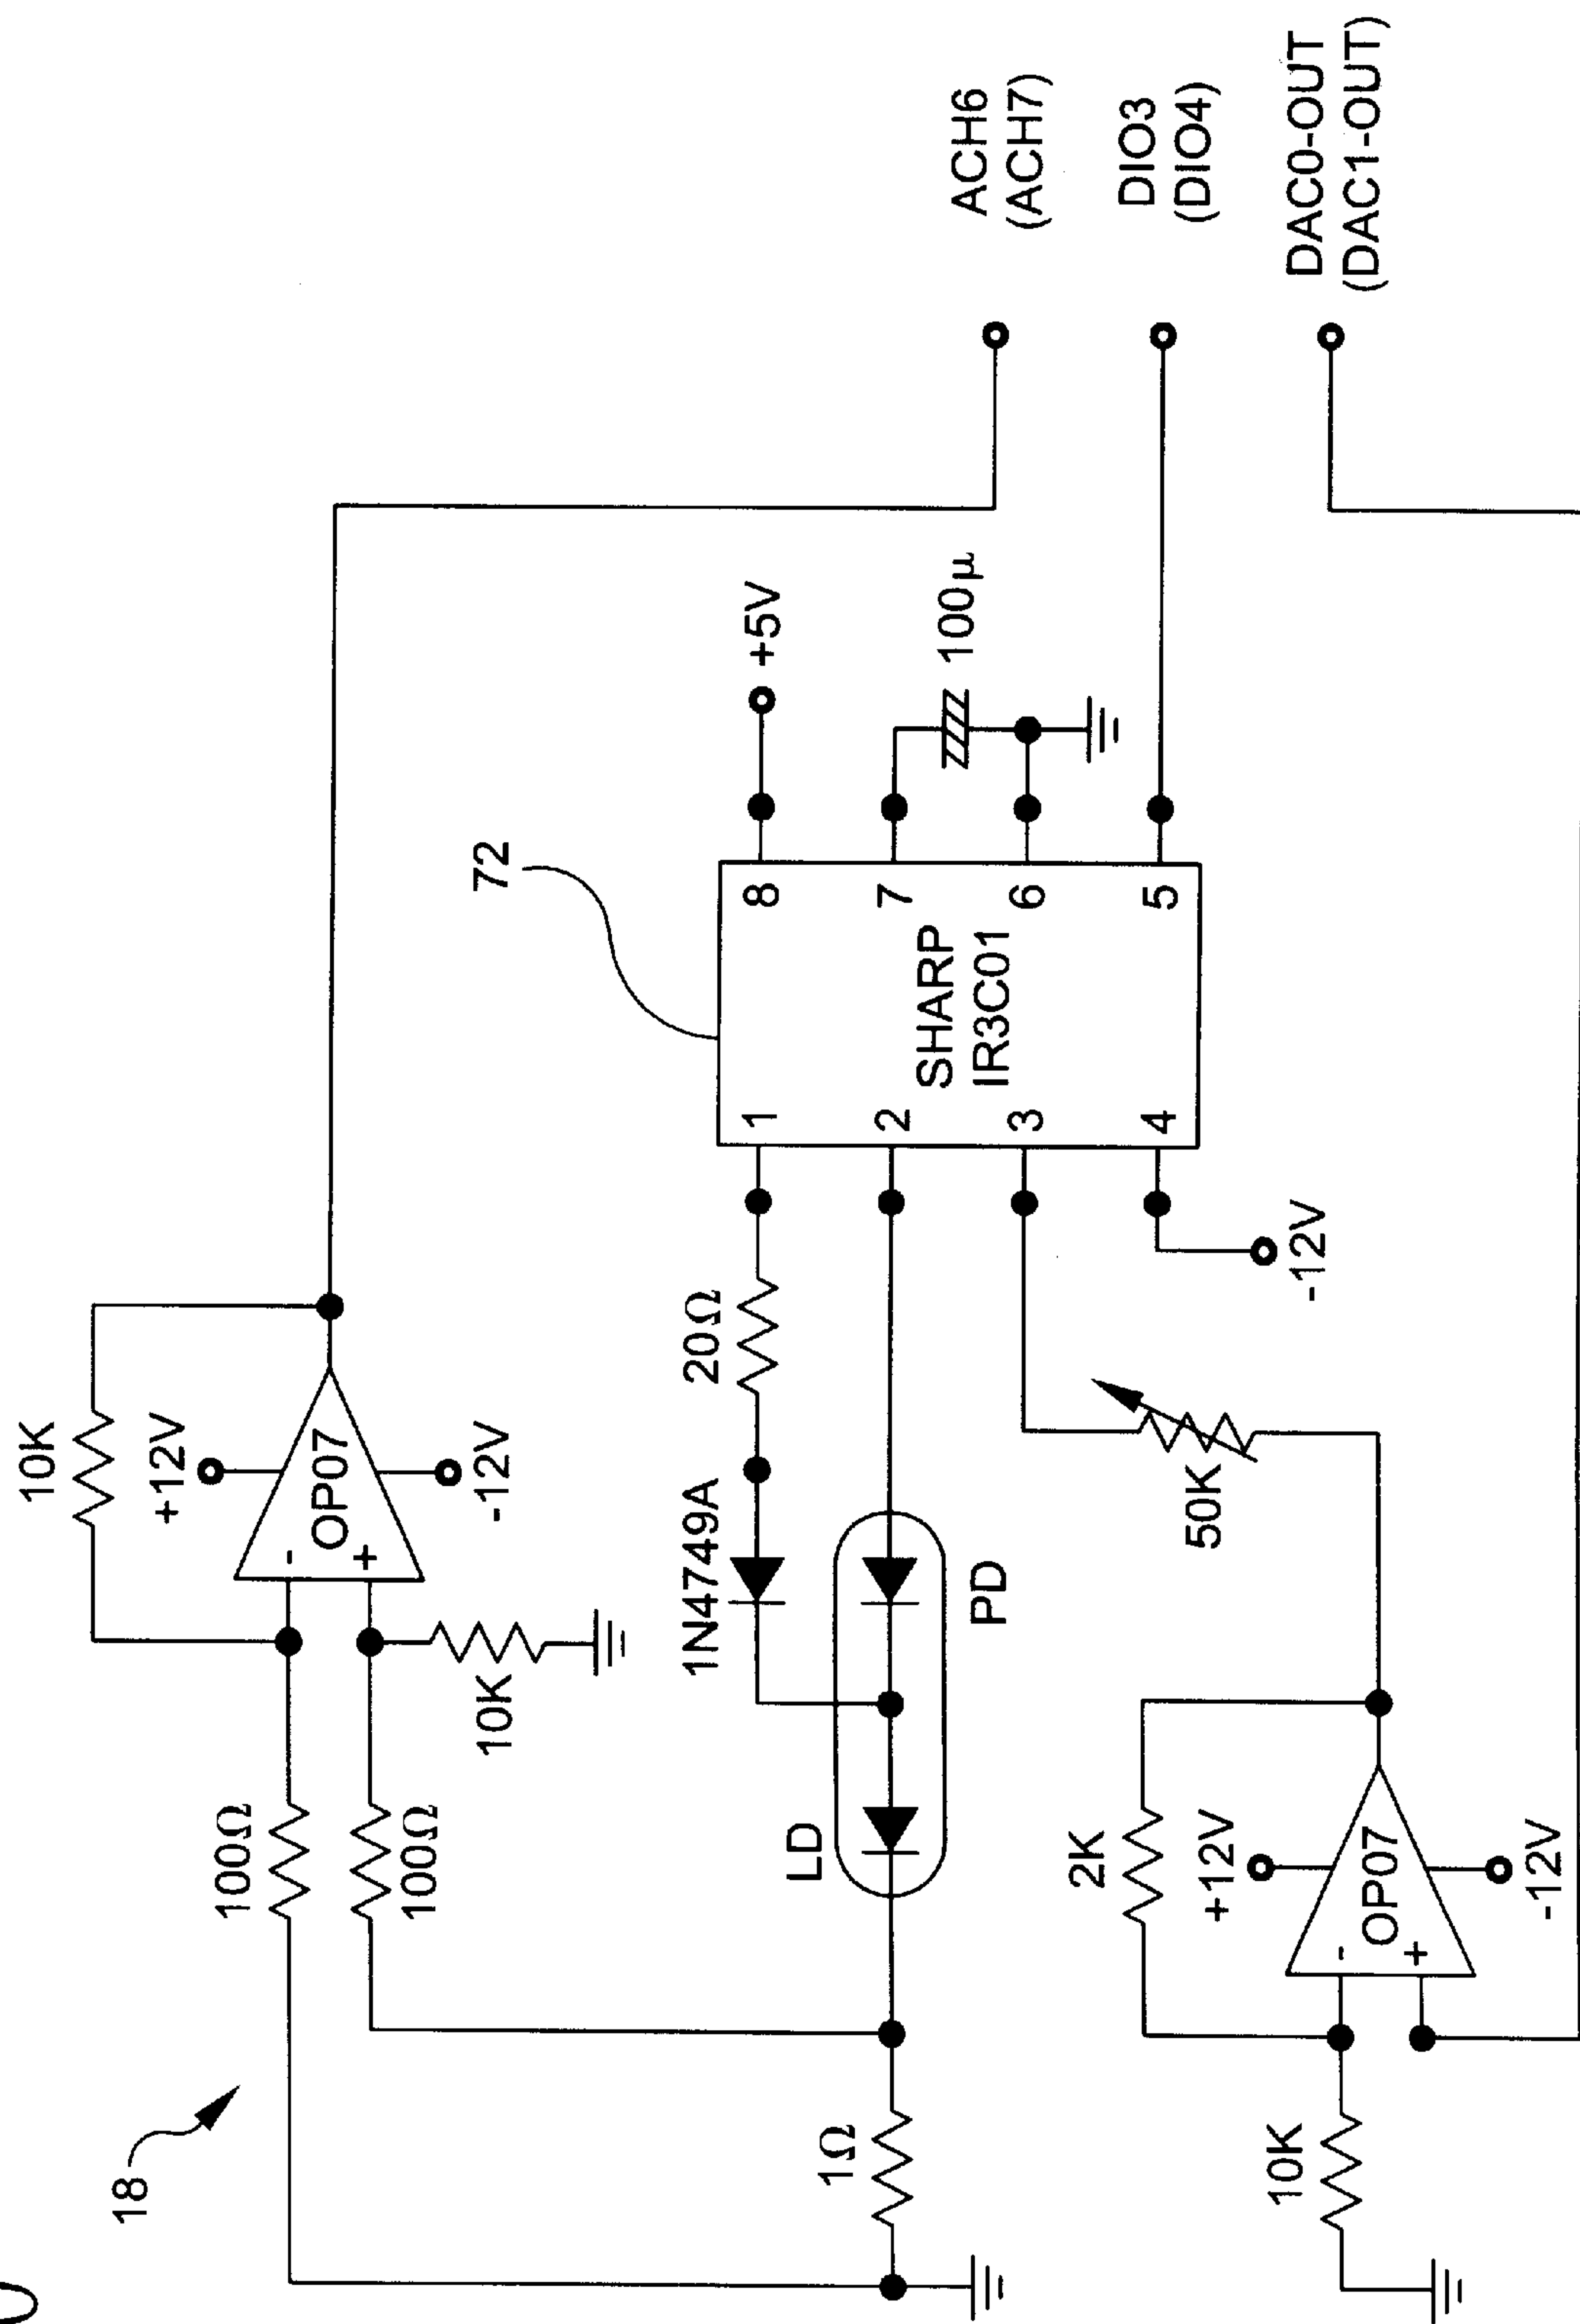 18
100Ω
100Ω
10K
10K
+12V
-
+
OP07
-12V
72
ACH6
(ACH7)
DIO3
(DIO4)
DAC0-OUT
(DAC1-OUT)
1N4749A
20Ω
LD
PD
1Ω
1
2
3
4
SHARP
IR3C01
8
7
6
5
+5V
100µ
-12V
50K
10K
2K
+12V
-
+
OP07
-12V